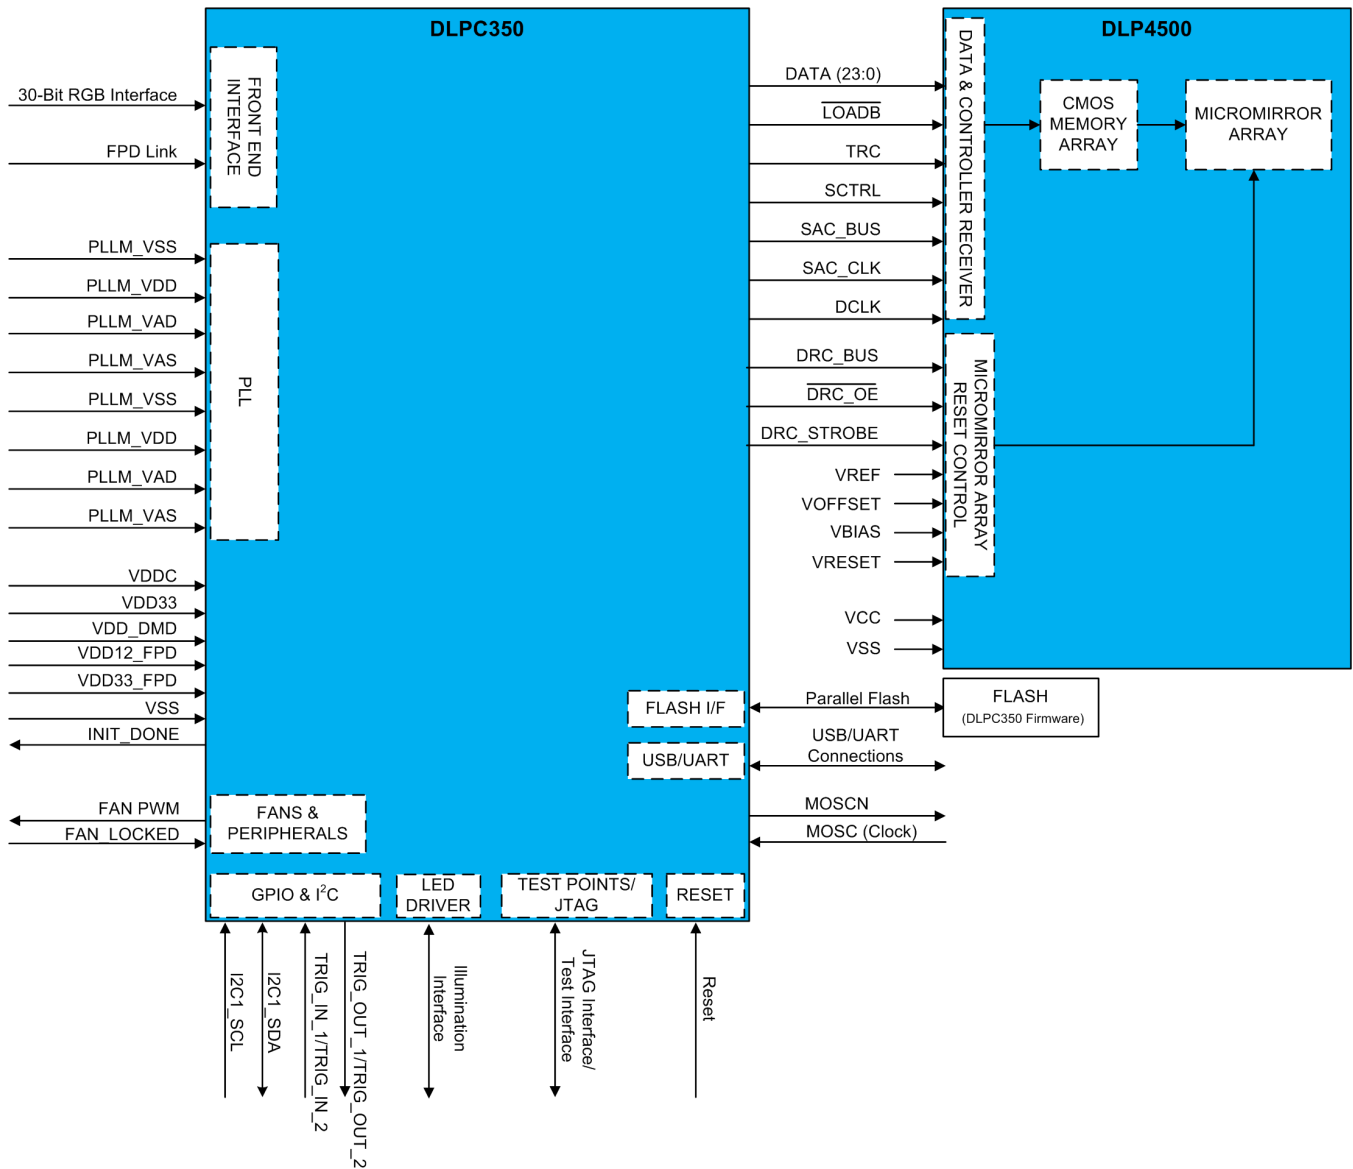 DLPC350
DLP4500
30-Bit RGB Interface
FPD Link
FRONT END
INTERFACE
PLLM_VSS
PLLM_VDD
PLLM_VAD
PLLM_VAS
PLLM_VSS
PLLM_VDD
PLLM_VAD
PLLM_VAS
PLL
VDDC
VDD33
VDD_DMD
VDD12_FPD
VDD33_FPD
VSS
INIT_DONE
FAN PWM
FAN_LOCKED
FANS &
PERIPHERALS
GPIO & I²C
LED
DRIVER
TEST POINTS/
JTAG
RESET
FLASH I/F
USB/UART
DATA (23:0)
LOADB
TRC
SCTRL
SAC_BUS
SAC_CLK
DCLK
DRC_BUS
DRC_OE
DRC_STROBE
VREF
VOFFSET
VBIAS
VRESET
VCC
VSS
DATA & CONTROLLER RECEIVER
CMOS
MEMORY
ARRAY
MICROMIRROR
ARRAY
MICROMIRROR ARRAY
RESET CONTROL
Parallel Flash
FLASH
(DLPC350 Firmware)
USB/UART
Connections
MOSCN
MOSC (Clock)
I2C1_SCL
I2C1_SDA
TRIG_IN_1/TRIG_IN_2
TRIG_OUT_1/TRIG_OUT_2
Illumination
Interface
JTAG Interface/
Test Interface
Reset